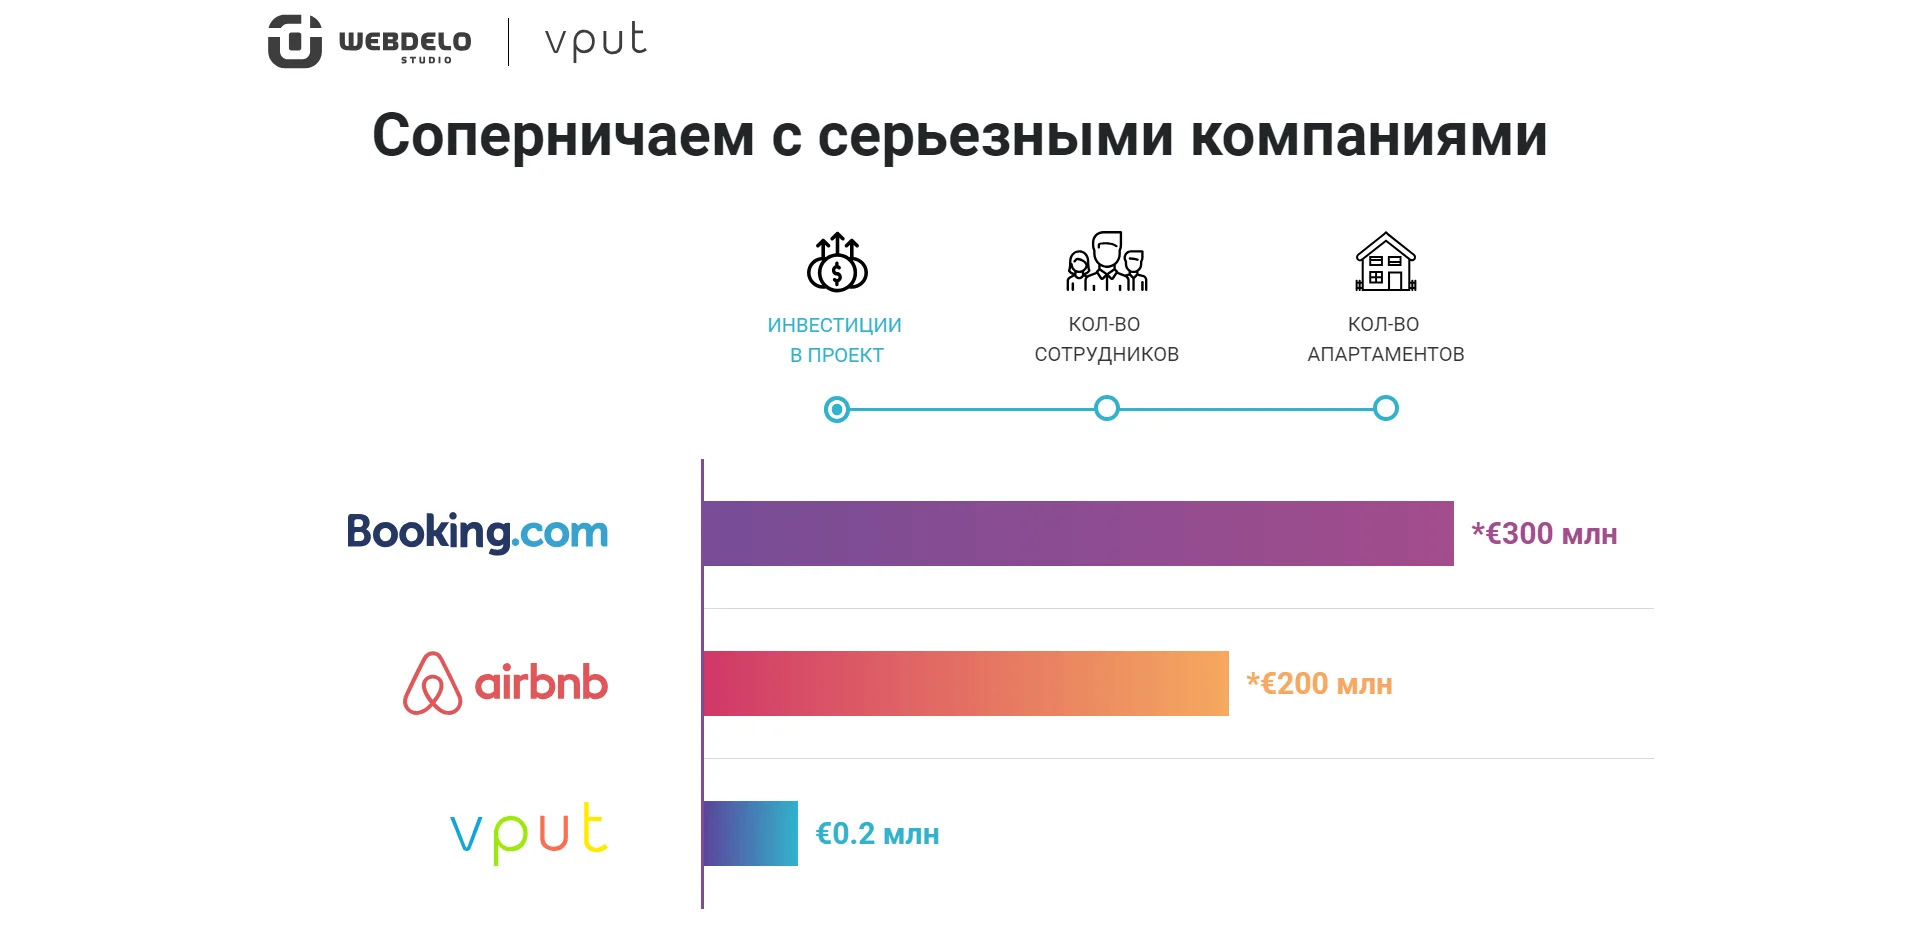 WEBDELO
STUDIO
vput
Соперничаем с серьезными компаниями
$
ИНВЕСТИЦИИ
В ПРОЕКТ
КОЛ-ВО
СОТРУДНИКОВ
КОЛ-ВО
АПАРТАМЕНТОВ
Booking.com
*€300 млн
airbnb
*€200 млн
vput
€0.2 млн